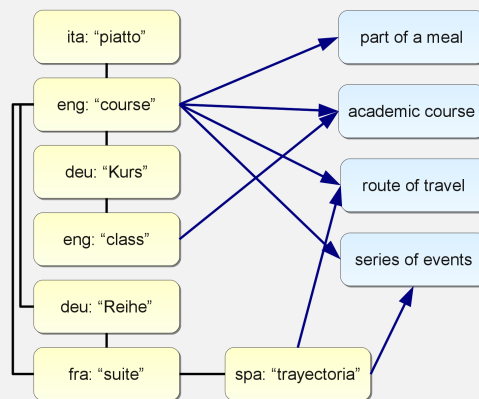 ita: “piatto”
eng: “course”
deu: “Kurs”
eng: “class”
deu: “Reihe”
fra: “suite”
spa: “trayectoria”
part of a meal
academic course
route of travel
series of events